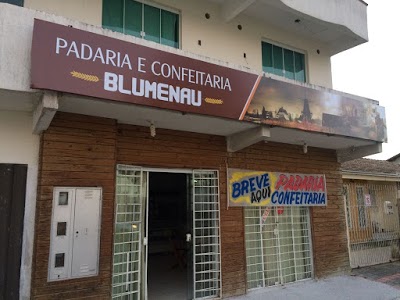 PADARIA E CONFEITARIA
BLUMENAU
BREVE PADARIA
AQUI CONFEITARIA